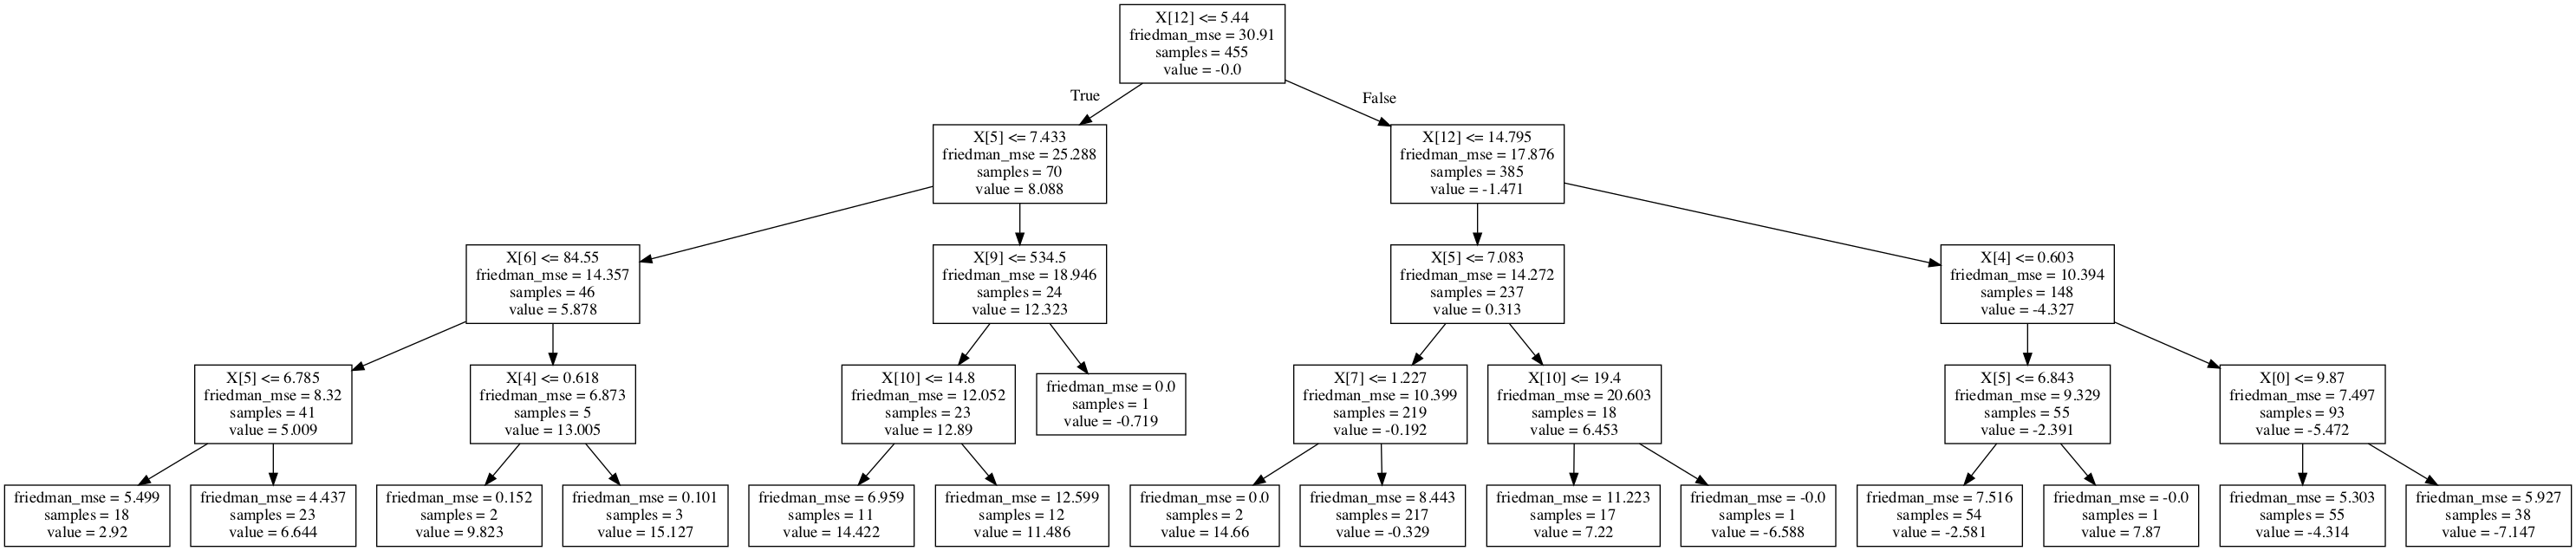 X[12] <= 5.44
friedman_mse = 30.91
samples = 455
value = -0.0
True
False
X[5] <= 7.433
friedman_mse = 25.288
samples = 70
value = 8.088
X[12] <= 14.795
friedman_mse = 17.876
samples = 385
value = -1.471
X[6] <= 84.55
friedman_mse = 14.357
samples = 46
value = 5.878
X[9] <= 534.5
friedman_mse = 18.946
samples = 24
value = 12.323
X[5] <= 7.083
friedman_mse = 14.272
samples = 237
value = 0.313
X[4] <= 0.603
friedman_mse = 10.394
samples = 148
value = -4.327
X[5] <= 6.785
friedman_mse = 8.32
samples = 41
value = 5.009
X[4] <= 0.618
friedman_mse = 6.873
samples = 5
value = 13.005
X[10] <= 14.8
friedman_mse = 12.052
samples = 23
value = 12.89
friedman_mse = 0.0
samples = 1
value = -0.719
X[7] <= 1.227
friedman_mse = 10.399
samples = 219
value = -0.192
X[10] <= 19.4
friedman_mse = 20.603
samples = 18
value = 6.453
X[5] <= 6.843
friedman_mse = 9.329
samples = 55
value = -2.391
X[0] <= 9.87
friedman_mse = 7.497
samples = 93
value = -5.472
friedman_mse = 5.499
samples = 18
value = 2.92
friedman_mse = 4.437
samples = 23
value = 6.644
friedman_mse = 0.152
samples = 2
value = 9.823
friedman_mse = 0.101
samples = 3
value = 15.127
friedman_mse = 6.959
samples = 11
value = 14.422
friedman_mse = 12.599
samples = 12
value = 11.486
friedman_mse = 0.0
samples = 2
value = 14.66
friedman_mse = 8.443
samples = 217
value = -0.329
friedman_mse = 11.223
samples = 17
value = 7.22
friedman_mse = -0.0
samples = 1
value = -6.588
friedman_mse = 7.516
samples = 54
value = -2.581
friedman_mse = -0.0
samples = 1
value = 7.87
friedman_mse = 5.303
samples = 55
value = -4.314
friedman_mse = 5.927
samples = 38
value = -7.147